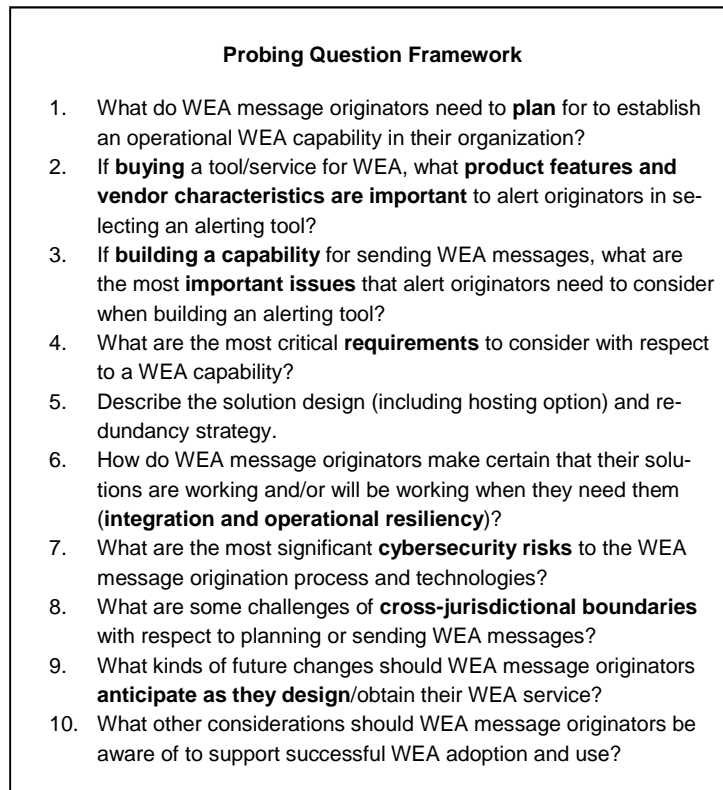 Probing Question Framework
1. What do WEA message originators need to plan for to establish
an operational WEA capability in their organization?
2. If buying a tool/service for WEA, what product features and
vendor characteristics are important to alert originators in se-
lecting an alerting tool?
3. If building a capability for sending WEA messages, what are
the most important issues that alert originators need to consider
when building an alerting tool?
4. What are the most critical requirements to consider with respect
to a WEA capability?
5. Describe the solution design (including hosting option) and re-
dundancy strategy.
6. How do WEA message originators make certain that their solu-
tions are working and/or will be working when they need them
(integration and operational resiliency)?
7. What are the most significant cybersecurity risks to the WEA
message origination process and technologies?
8. What are some challenges of cross-jurisdictional boundaries
with respect to planning or sending WEA messages?
9. What kinds of future changes should WEA message originators
anticipate as they design/obtain their WEA service?
10. What other considerations should WEA message originators be
aware of to support successful WEA adoption and use?